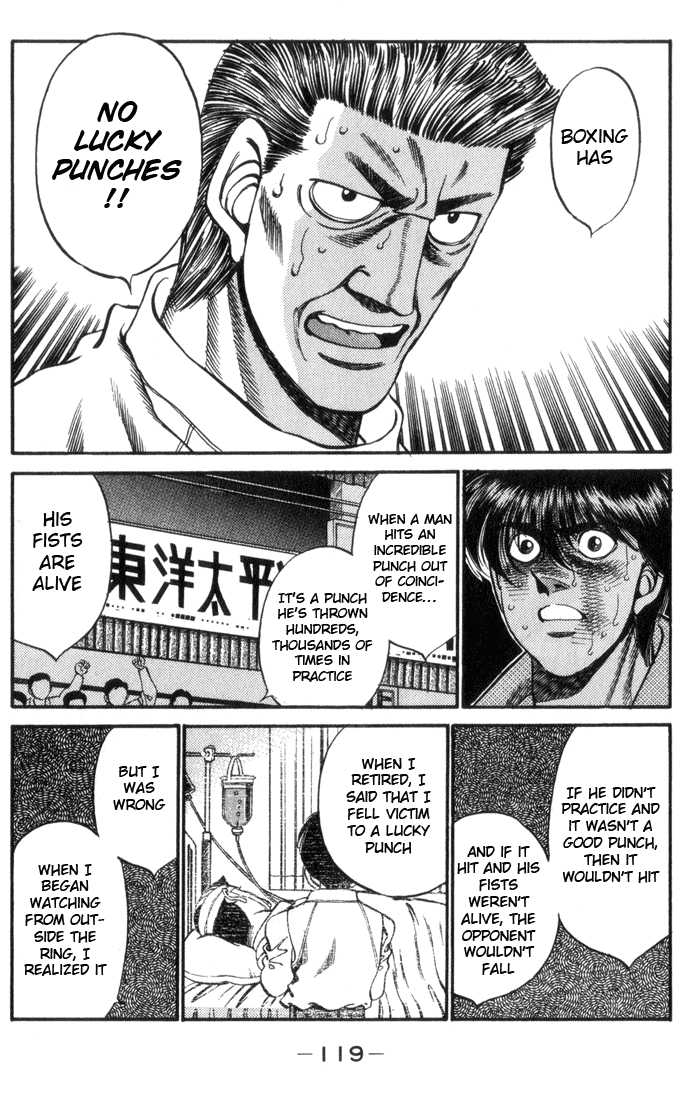 BOXING
HAS
NO
LUCKY
PUNCHES
!!
WHEN A MAN
HITS AN
INCREDIBLE
PUNCH OUT
OF COINCI-
DENCE...
IT'S A PUNCH
HE'S THROWN
HUNDREDS,
THOUSANDS OF
TIMES IN
PRACTICE
東洋太平
HIS
FISTS
ARE
ALIVE
IF HE DIDN'T
PRACTICE AND
IT WASN'T A
GOOD PUNCH,
THEN IT
WOULDN'T HIT
AND IF IT
HIT AND HIS
FISTS
WEREN'T
ALIVE, THE
OPPONENT
WOULDN'T
FALL
WHEN I
RETIRED, I
SAID THAT I
FELL VICTIM
TO A LUCKY
PUNCH
BUT I
WAS
WRONG
WHEN I
BEGAN
WATCHING
FROM OUT-
SIDE THE
RING, I
REALIZED IT
-119-